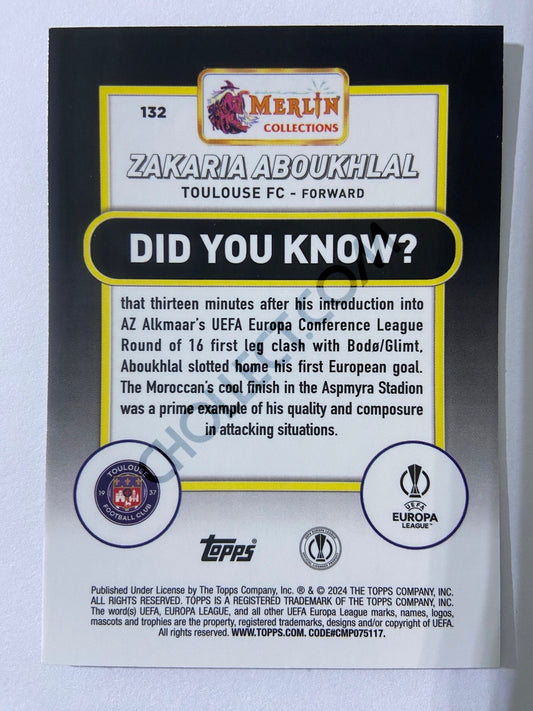 MERLIN
COLLECTIONS
132
ZAKARIA ABOUKHLAL
TOULOUSE FC - FORWARD
DID YOU KNOW?
that thirteen minutes after his introduction into
AZ Alkmaar's UEFA Europa Conference League
Round of 16 first leg clash with Bodø/Glimt,
Aboukhlal slotted home his first European goal.
The Moroccan's cool finish in the Aspmyra Stadion
was a prime example of his quality and composure
in attacking situations.
CHOLLECT.COM
TOULOUSE
19 37
FOOTBALL CLUB
UEFA
EUROPA
LEAGUE™
Topps®
Published Under License by The Topps Company, Inc. ® & © 2024 THE TOPPS COMPANY, INC.
ALL RIGHTS RESERVED. TOPPS IS A REGISTERED TRADEMARK OF THE TOPPS COMPANY, INC.
The word(s) UEFA, EUROPA LEAGUE, and all other UEFA Europa League marks, names, logos,
mascots and trophies are the property, registered trademarks, designs and/or copyright of UEFA.
All rights reserved. WWW.TOPPS.COM. CODE#CMP075117.